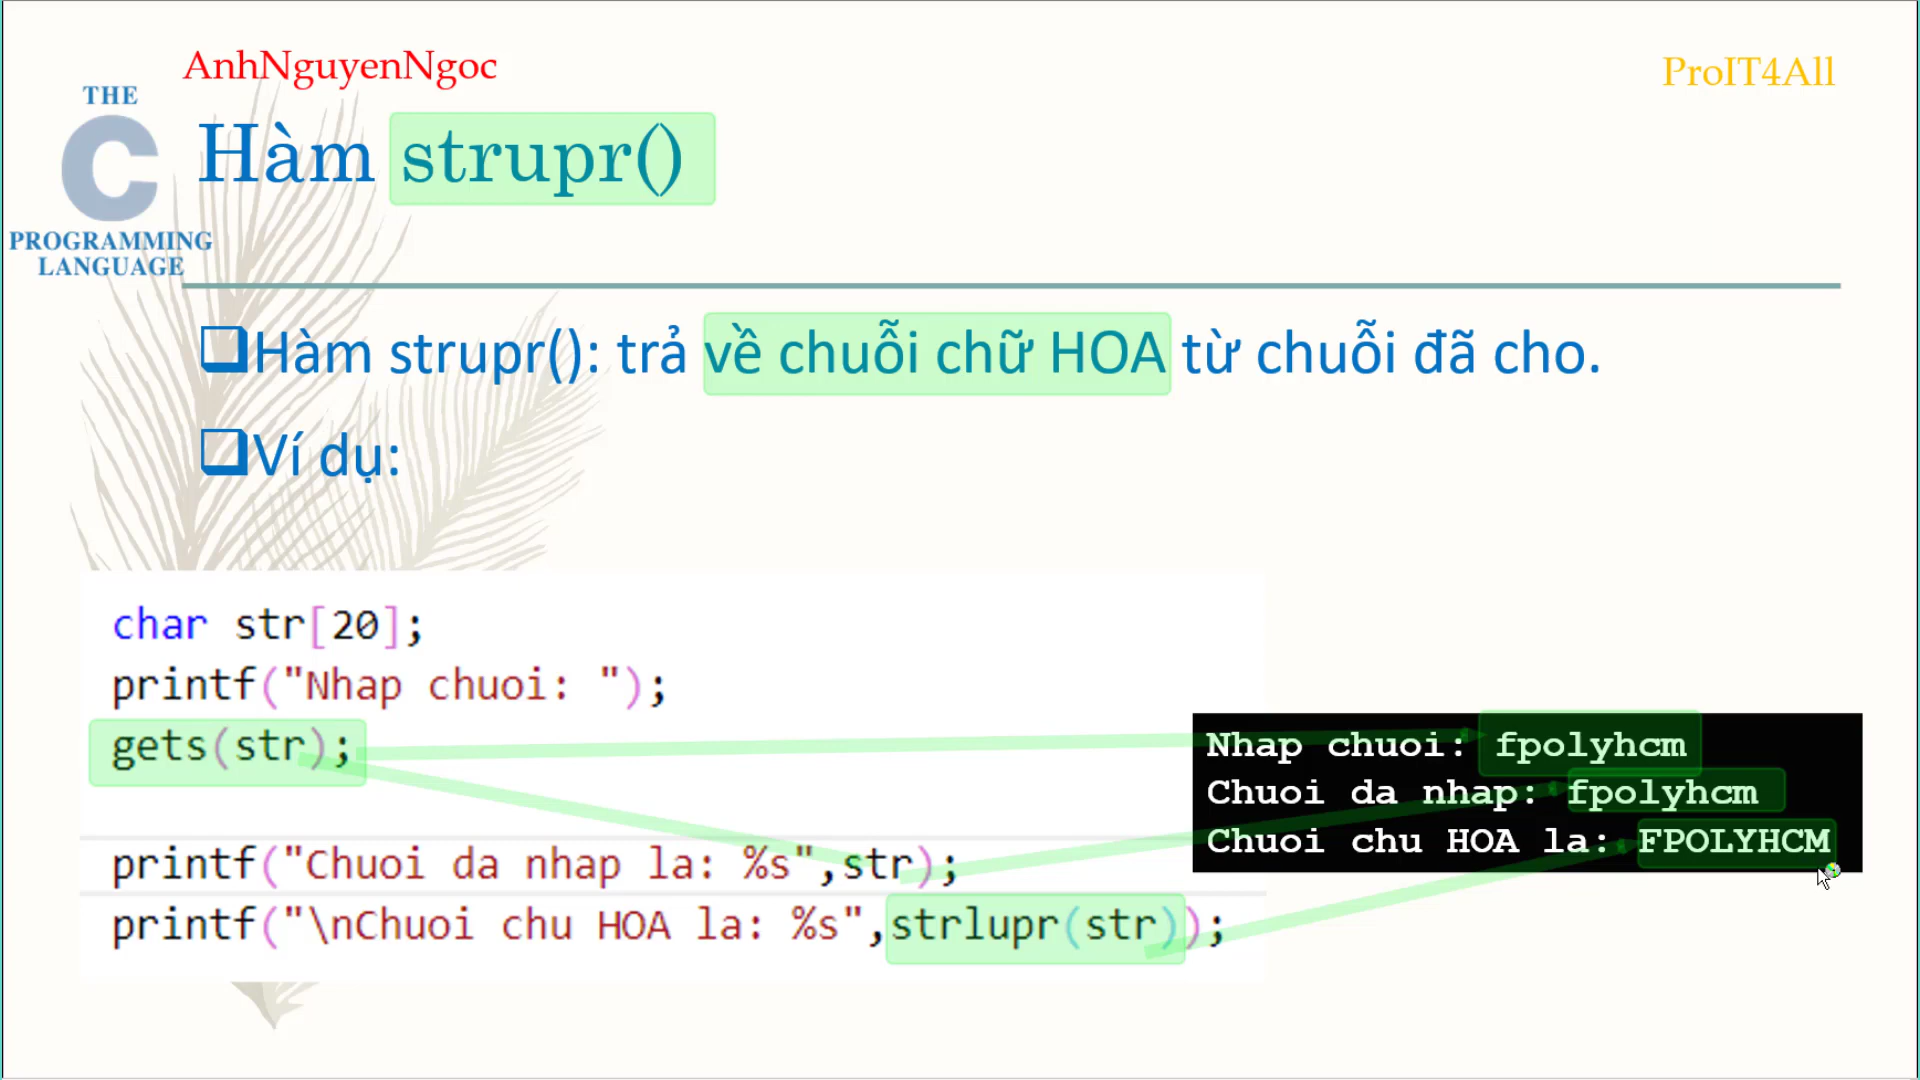 AnhNguyenNgoc
ProIT4All
THE
C
PROGRAMMING
LANGUAGE
Hàm strupr()
Hàm strupr(): trả về chuỗi chữ HOA từ chuỗi đã cho.
Ví dụ:
char str[20];
printf("Nhap chuoi: ");
gets(str);
printf("Chuoi da nhap la: %s",str);
printf("\nChuoi chu HOA la: %s",strlupr(str));
Nhap chuoi: fpolyhcm
Chuoi da nhap: fpolyhcm
Chuoi chu HOA la: FPOLYHCM